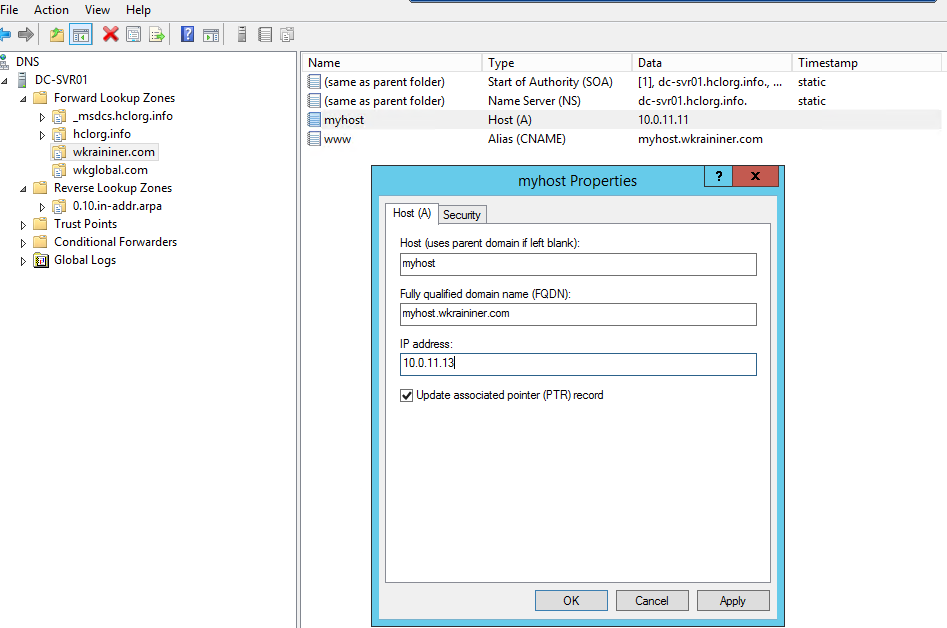 File Action View Help
DNS
DC-SVR01
Forward Lookup Zones
_msdcs.hclorg.info
hclorg.info
wkraininer.com
wkglobal.com
Reverse Lookup Zones
0.10.in-addr.arpa
Trust Points
Conditional Forwarders
Global Logs
Name Type Data Timestamp
(same as parent folder) Start of Authority (SOA) [1], dc-svr01.hclorg.info., ... static
(same as parent folder) Name Server (NS) dc-svr01.hclorg.info. static
myhost Host (A) 10.0.11.11
www Alias (CNAME) myhost.wkraininer.com
myhost Properties ? x
Host (A) Security
Host (uses parent domain if left blank):
myhost
Fully qualified domain name (FQDN):
myhost.wkraininer.com
IP address:
10.0.11.13
Update associated pointer (PTR) record
OK Cancel Apply